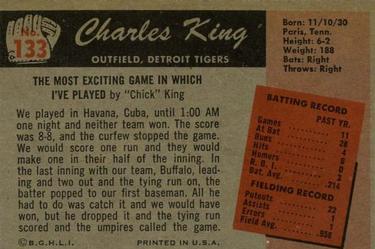 No. 133
Charles King
OUTFIELD, DETROIT TIGERS
Born: 11/10/30
Paris, Tenn.
Height: 6-2
Weight: 188
Bats: Right
Throws: Right
THE MOST EXCITING GAME IN WHICH
I'VE PLAYED by "Chick" King
We played in Havana, Cuba, until 1:00 AM
one night and neither team won. The score
was 8-8, and the curfew stopped the game.
We would score one run and they would
make one in their half of the inning. In
the last inning with our team, Buffalo, lead-
ing and two out and the tying run on, the
batter popped to our first baseman. All he
had to do was catch it and we would have
won, but he dropped it and the tying run
scored and the umpires called the game.
©B.G.H.L.I. PRINTED IN U.S.A.
BATTING RECORD
PAST YR.
Games 11
At Bat 28
Runs 4
Hits 6
Homers 0
R. B. I.
Bat. Avg. .214
FIELDING RECORD
Putouts 22
Assists
Errors 1
Field Avg. .958